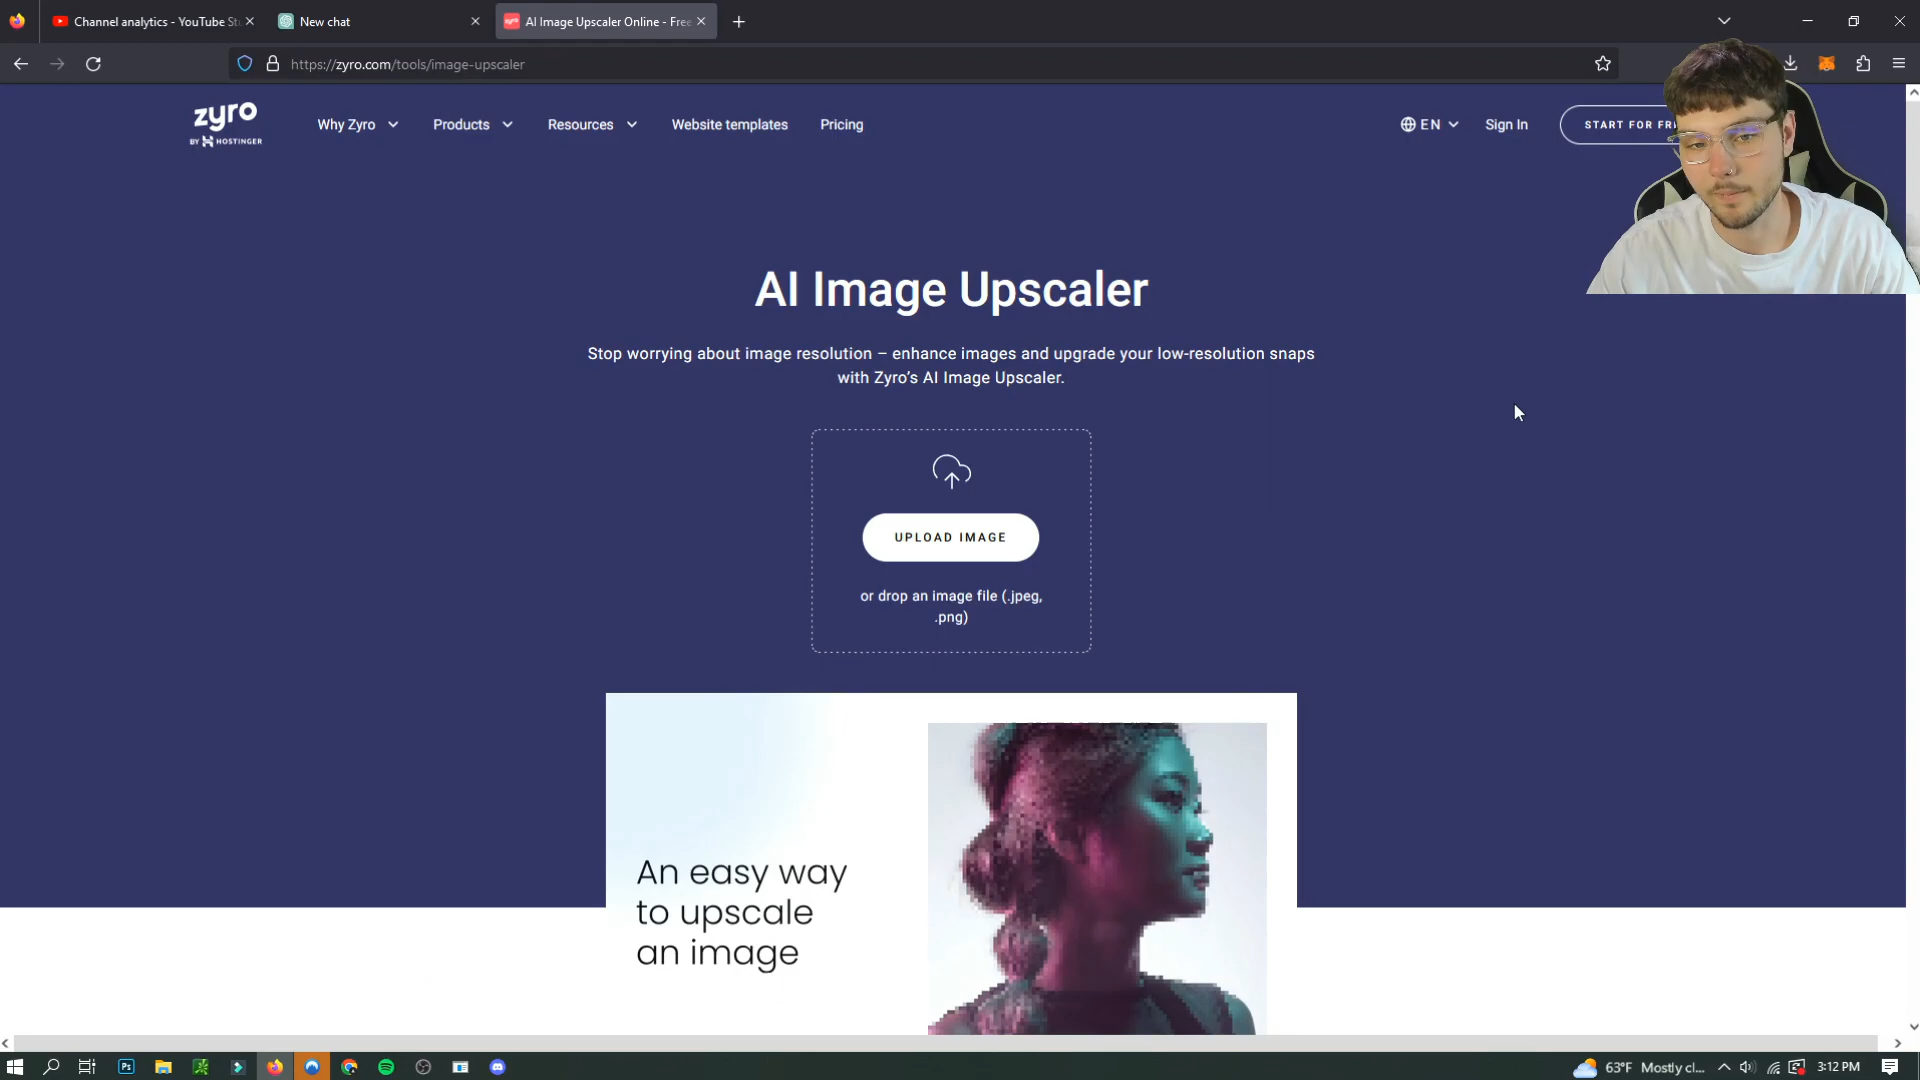 Channel analytics - YouTube St
New chat
AI Image Upscaler Online - Free
https://zyro.com/tools/image-upscaler
zyro
BY HOSTINGER
Why Zyro
Products
Resources
Website templates
Pricing
EN
Sign In
START FOR FR
AI Image Upscaler
Stop worrying about image resolution – enhance images and upgrade your low-resolution snaps
with Zyro's AI Image Upscaler.
UPLOAD IMAGE
or drop an image file (.jpeg,
.png)
An easy way
to upscale
an image
Ps
63°F Mostly cl...
3:12 PM